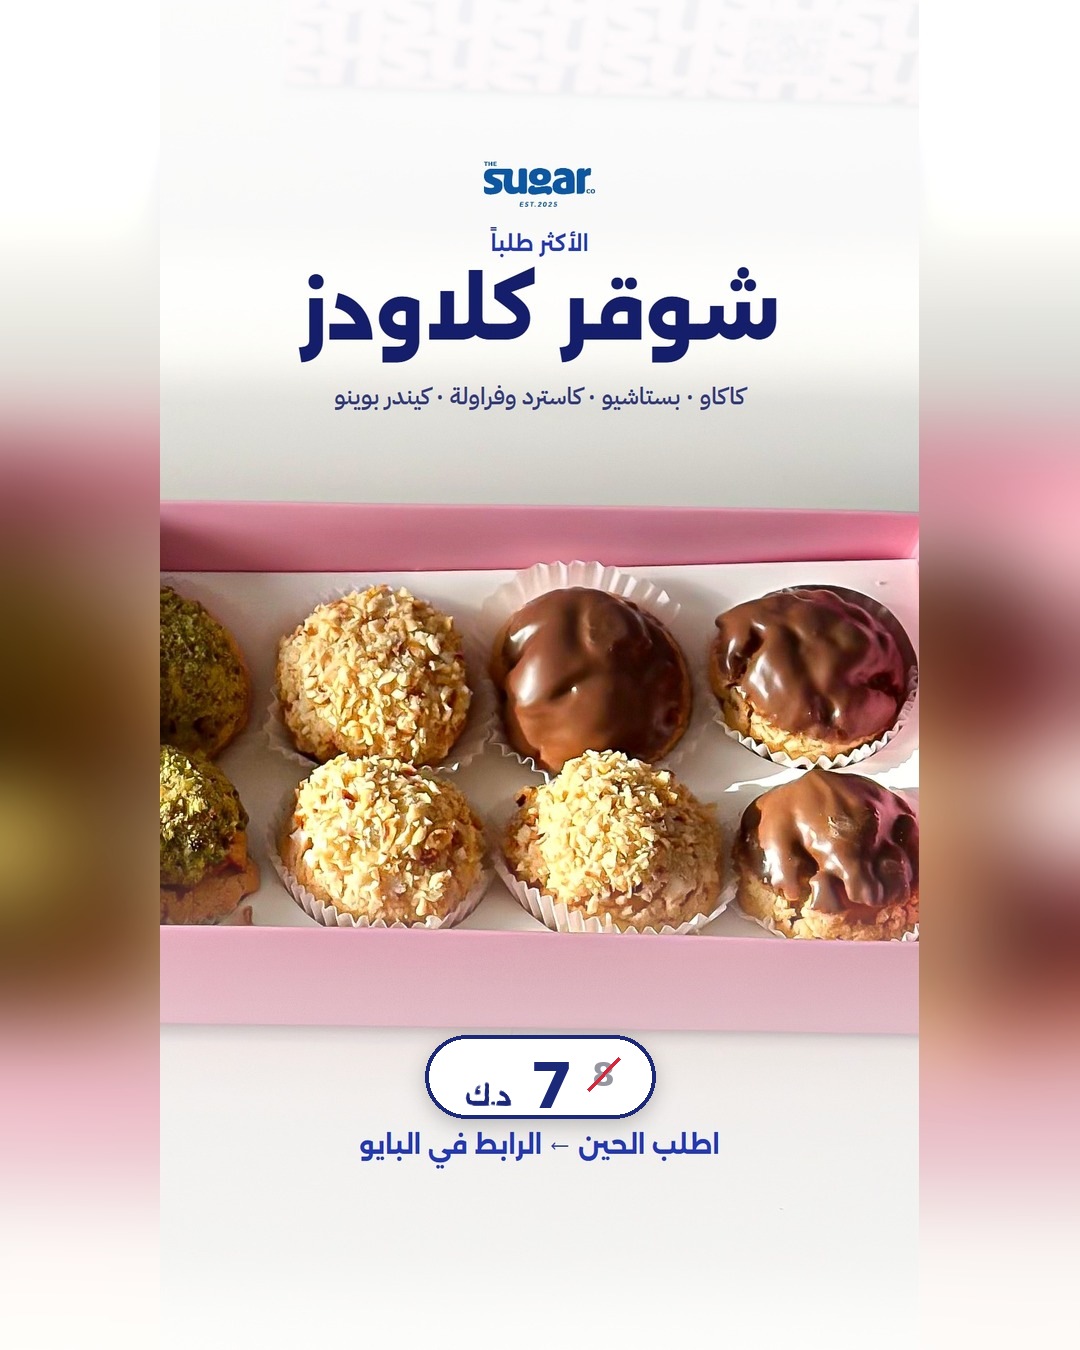 THE
sugar co
EST.2025
الأكثر طلباً
شوقر كلاودز
كاكاو · بستاشيو · كاسترد وفراولة · كيندر بوينو
8 7 د.ك
اطلب الحين ← الرابط في البايو